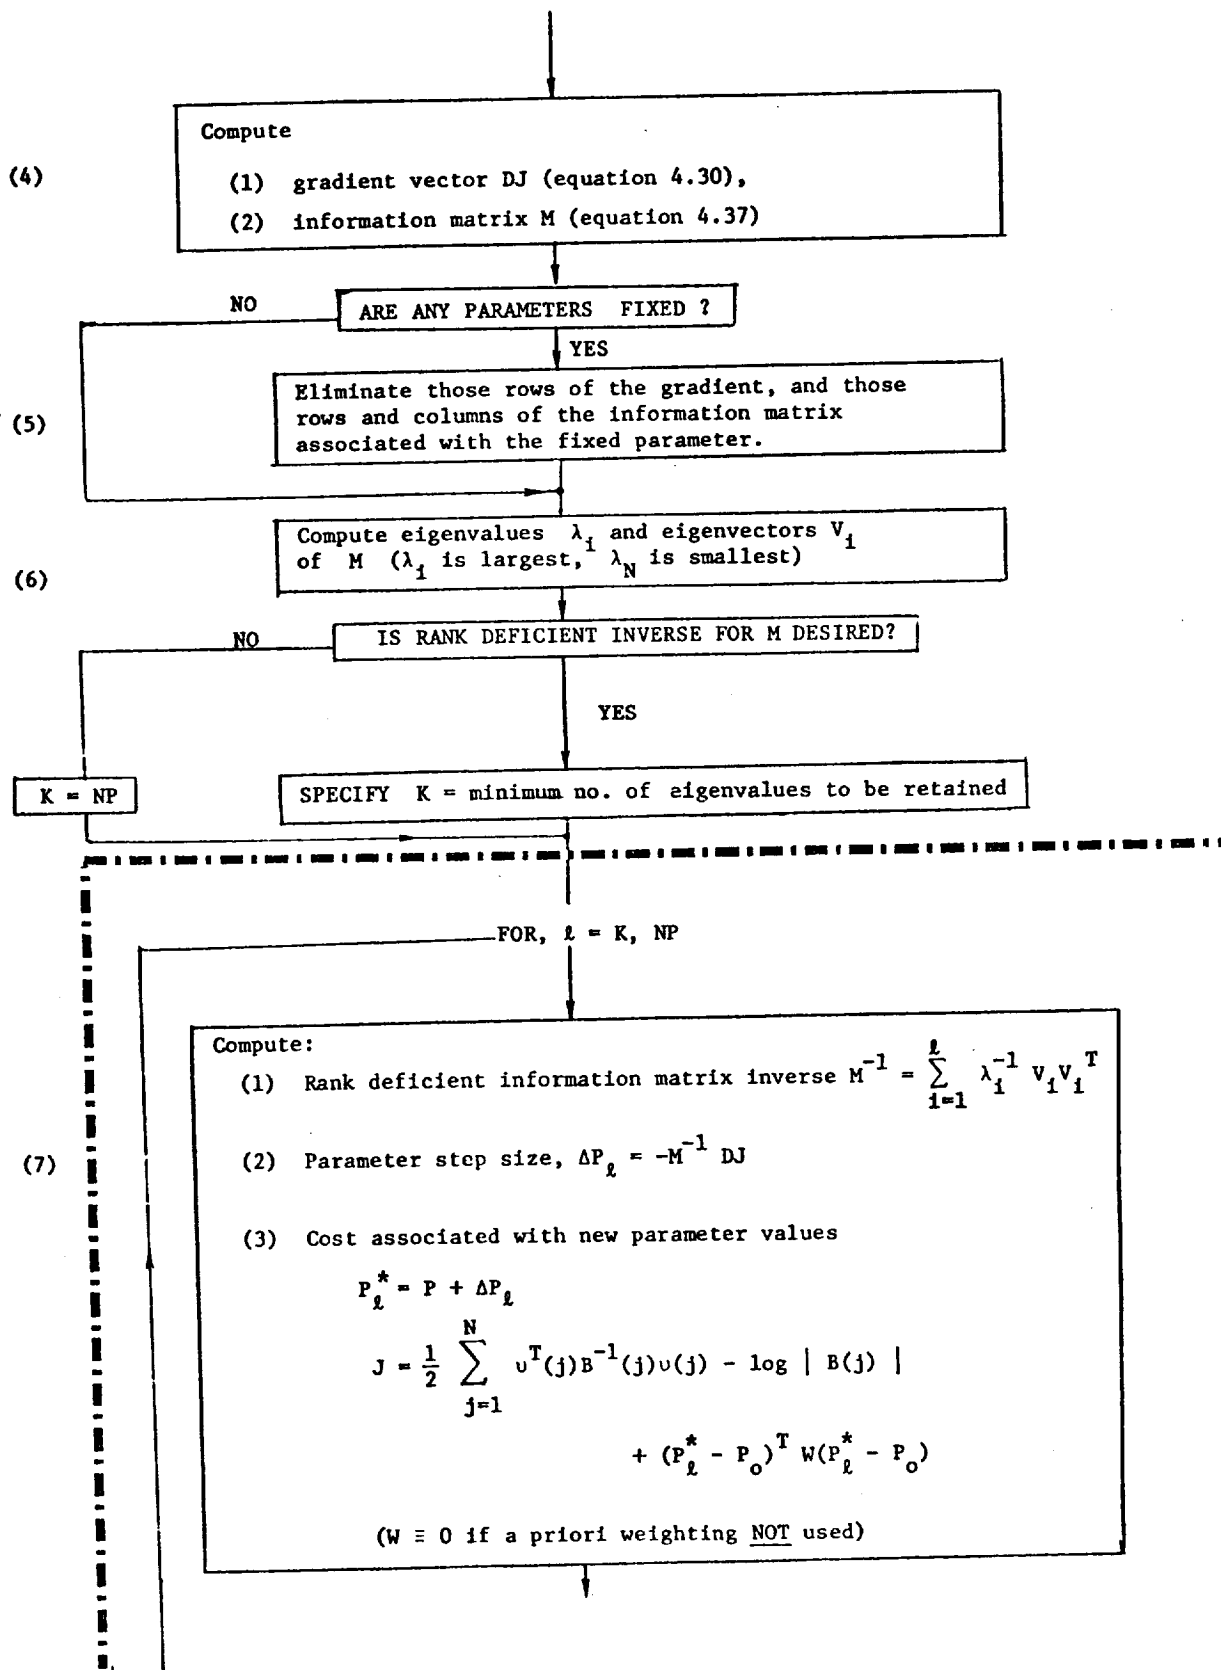 Compute
(4)
(1) gradient vector DJ (equation 4.30),
(2) information matrix M (equation 4.37)
NO
ARE ANY PARAMETERS FIXED ?
YES
(5)
Eliminate those rows of the gradient, and those
rows and columns of the information matrix
associated with the fixed parameter.
(6)
Compute eigenvalues λ_i and eigenvectors V_i
of M (λ_i is largest, λ_N is smallest)
NO
IS RANK DEFICIENT INVERSE FOR M DESIRED?
YES
K = NP
SPECIFY K = minimum no. of eigenvalues to be retained
FOR, ℓ = K, NP
(7)
Compute:
(1) Rank deficient information matrix inverse M^{-1} = \sum_{i=1}^{ℓ} λ_i^{-1} V_i V_i^T
(2) Parameter step size, ΔP_ℓ = -M^{-1} DJ
(3) Cost associated with new parameter values
P_ℓ^* = P + ΔP_ℓ
J = \frac{1}{2} \sum_{j=1}^{N} υ^T(j)B^{-1}(j)υ(j) - log | B(j) |
+ (P_ℓ^* - P_o)^T W(P_ℓ^* - P_o)
(W ≡ 0 if a priori weighting NOT used)